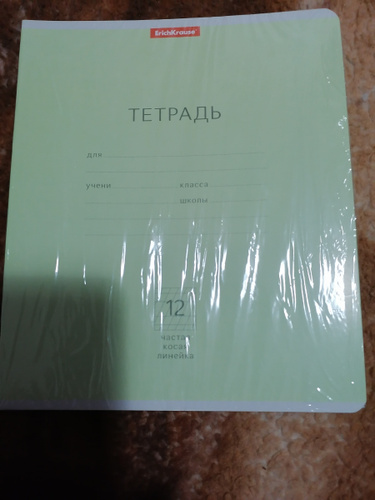 ErichKrause
ТЕТРАДЬ
для
учени класса
школы
12
частая
косая
линейка